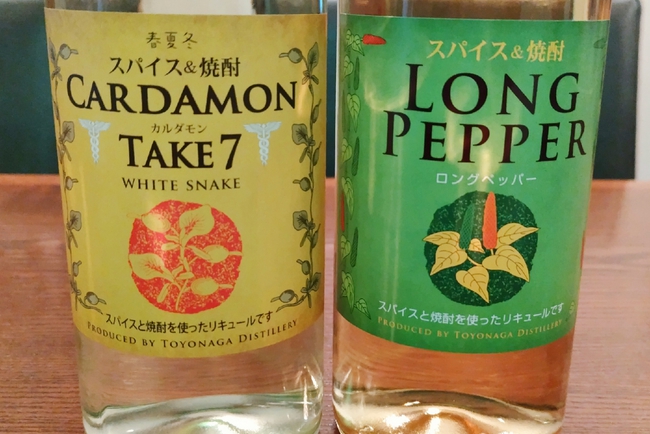 春夏冬
スパイス&焼酎
CARDAMON
カルダモン
TAKE 7
WHITE SNAKE
スパイスと焼酎を使ったリキュールです
PRODUCED BY TOYONAGA DISTILLERY
スパイス&焼酎
LONG
PEPPER
ロングペッパー
スパイスと焼酎を使ったリキュールです
PRODUCED BY TOYONAGA DISTILLERY